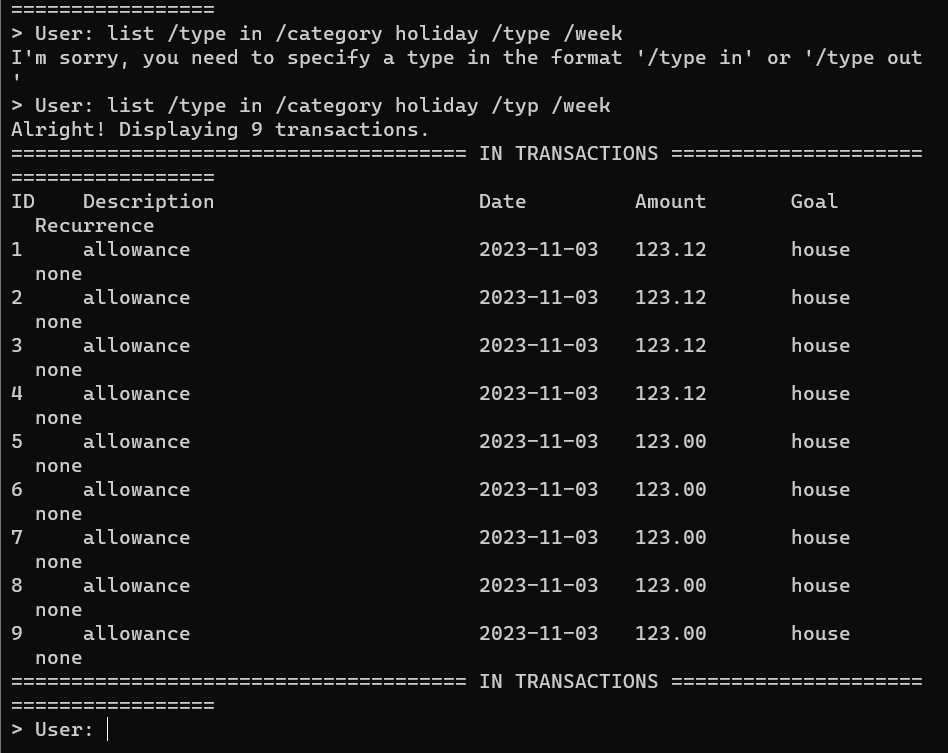 =================
> User: list /type in /category holiday /type /week
I'm sorry, you need to specify a type in the format '/type in' or '/type out
'
> User: list /type in /category holiday /typ /week
Alright! Displaying 9 transactions.
====================================== IN TRANSACTIONS =====================
=================
ID    Description                      Date         Amount       Goal
  Recurrence
1     allowance                        2023-11-03   123.12       house
  none
2     allowance                        2023-11-03   123.12       house
  none
3     allowance                        2023-11-03   123.12       house
  none
4     allowance                        2023-11-03   123.12       house
  none
5     allowance                        2023-11-03   123.00       house
  none
6     allowance                        2023-11-03   123.00       house
  none
7     allowance                        2023-11-03   123.00       house
  none
8     allowance                        2023-11-03   123.00       house
  none
9     allowance                        2023-11-03   123.00       house
  none
====================================== IN TRANSACTIONS =====================
=================
> User: